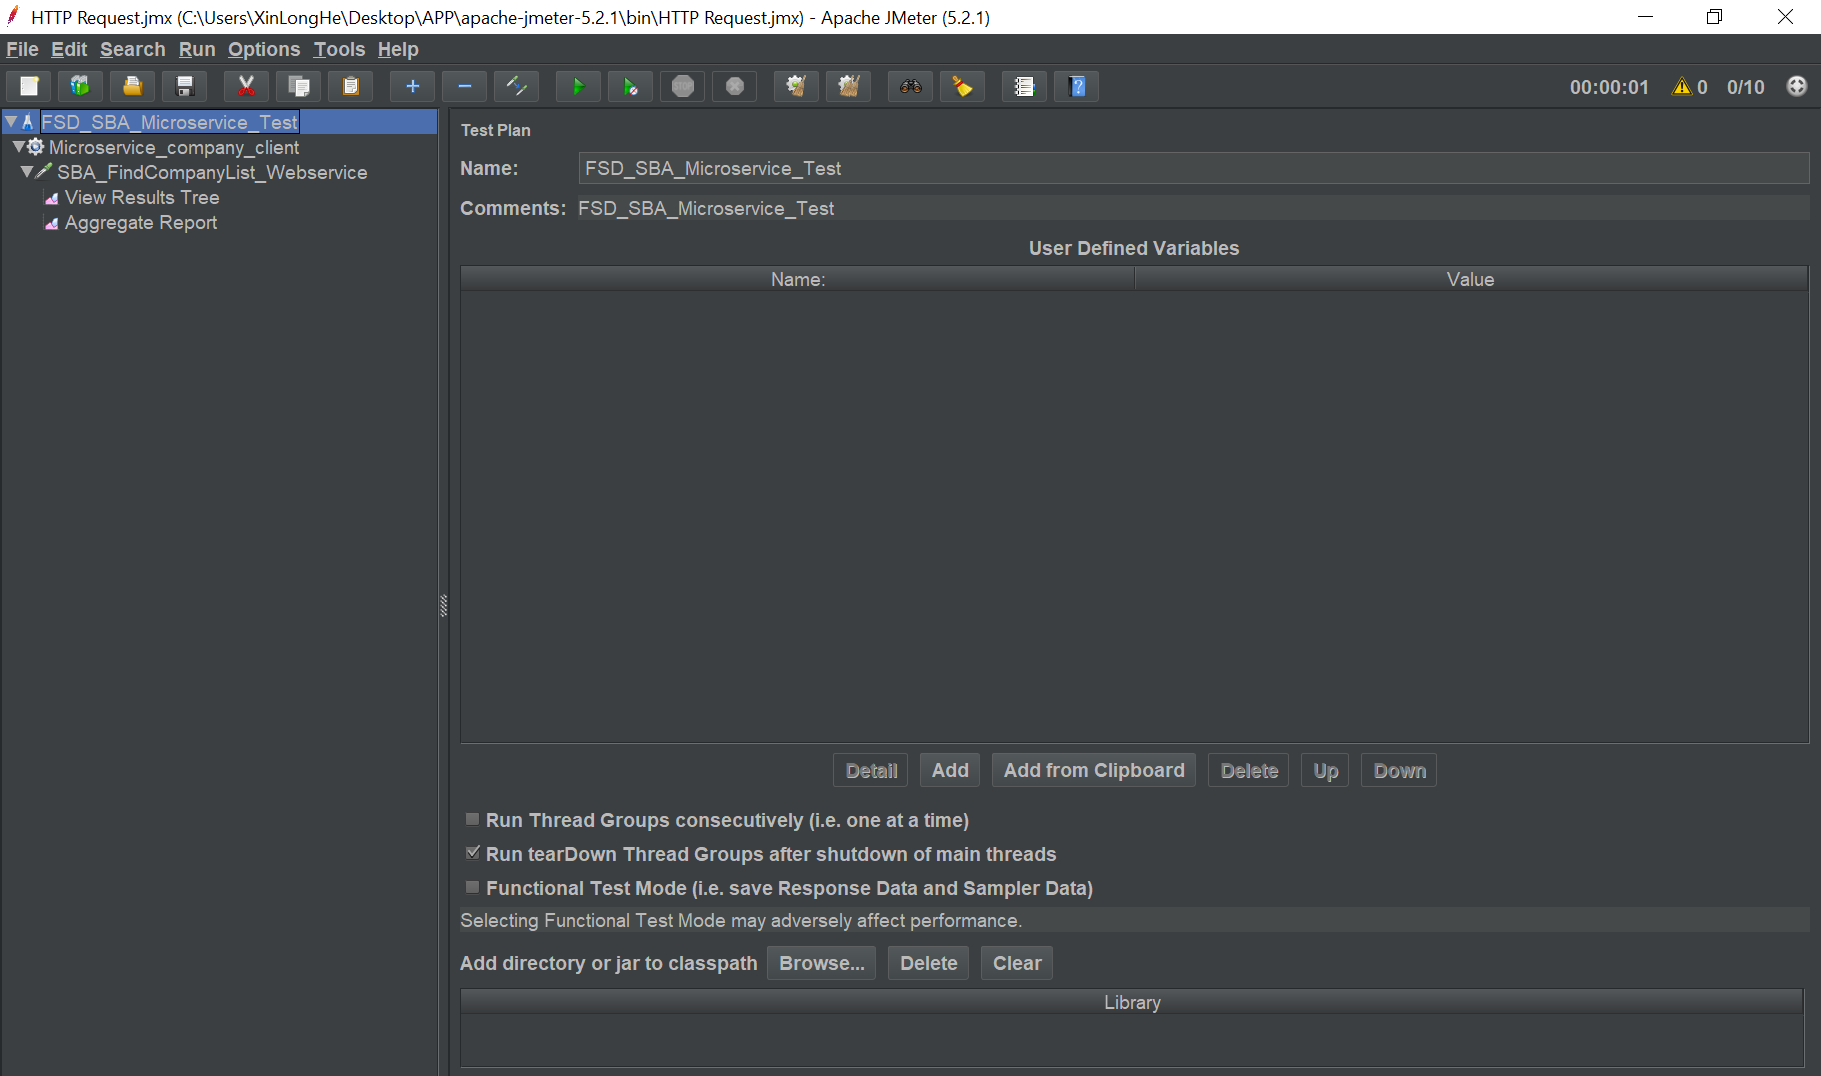 HTTP Request.jmx (C:\Users\XinLongHe\Desktop\APP\apache-jmeter-5.2.1\bin\HTTP Request.jmx) - Apache JMeter (5.2.1)
File Edit Search Run Options Tools Help
STOP
00:00:01 0 0/10
FSD_SBA_Microservice_Test
Microservice_company_client
SBA_FindCompanyList_Webservice
View Results Tree
Aggregate Report
Test Plan
Name: FSD_SBA_Microservice_Test
Comments: FSD_SBA_Microservice_Test
User Defined Variables
Name: Value
Detail Add Add from Clipboard Delete Up Down
Run Thread Groups consecutively (i.e. one at a time)
Run tearDown Thread Groups after shutdown of main threads
Functional Test Mode (i.e. save Response Data and Sampler Data)
Selecting Functional Test Mode may adversely affect performance.
Add directory or jar to classpath Browse... Delete Clear
Library